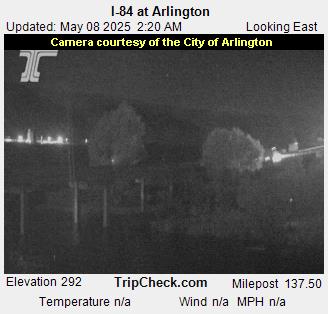 I-84 at Arlington
Updated: May 08 2025 2:20 AM Looking East
Camera courtesy of the City of Arlington
Elevation 292 TripCheck.com Milepost 137.50
Temperature n/a Wind n/a MPH n/a